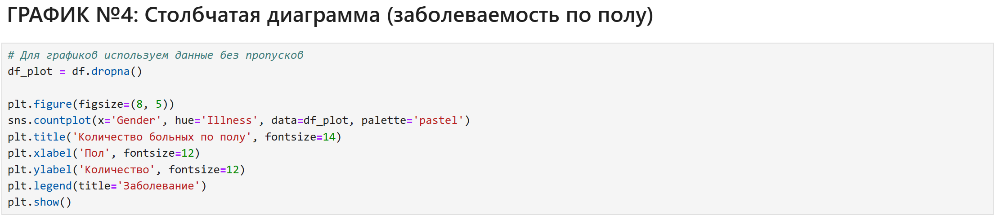 ГРАФИК №4: Столбчатая диаграмма (заболеваемость по полу)
# Для графиков используем данные без пропусков
df_plot = df.dropna()
plt.figure(figsize=(8, 5))
sns.countplot(x='Gender', hue='Illness', data=df_plot, palette='pastel')
plt.title('Количество больных по полу', fontsize=14)
plt.xlabel('Пол', fontsize=12)
plt.ylabel('Количество', fontsize=12)
plt.legend(title='Заболевание')
plt.show()